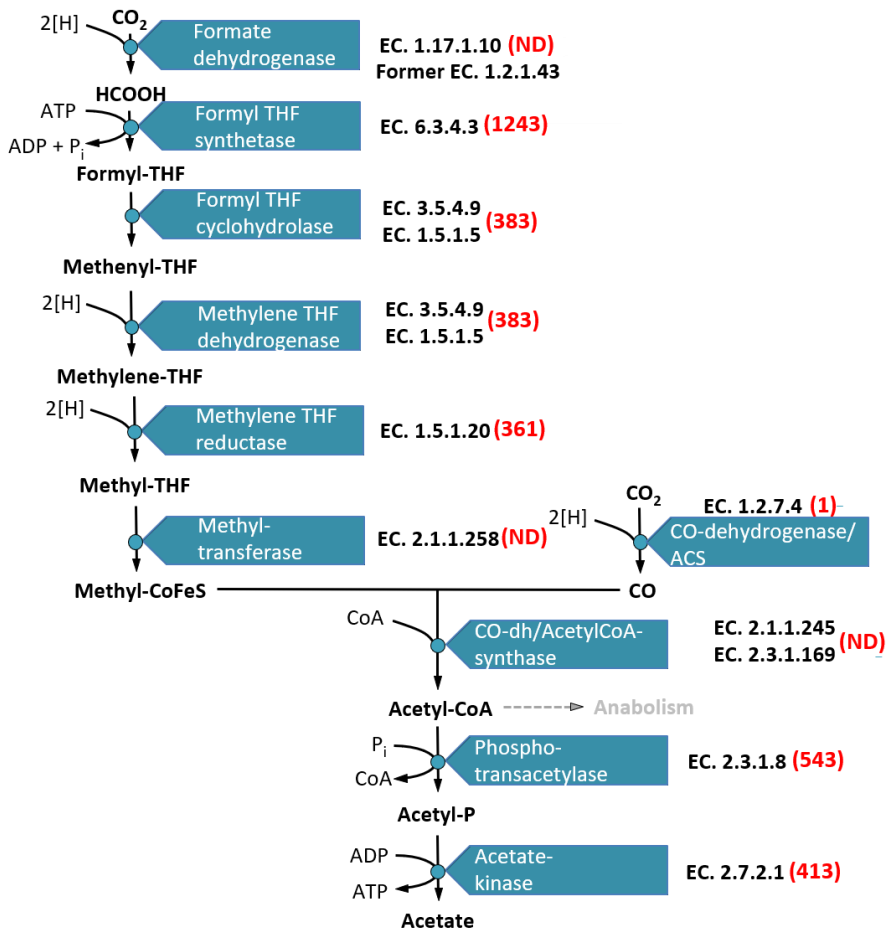 CO2
2[H]
Formate
dehydrogenase
EC. 1.17.1.10 (ND)
Former EC. 1.2.1.43
HCOOH
ATP
ADP + Pi
Formyl THF
synthetase
EC. 6.3.4.3 (1243)
Formyl-THF
Formyl THF
cyclohydrolase
EC. 3.5.4.9
EC. 1.5.1.5
(383)
Methenyl-THF
2[H]
Methylene THF
dehydrogenase
EC. 3.5.4.9
EC. 1.5.1.5
(383)
Methylene-THF
2[H]
Methylene THF
reductase
EC. 1.5.1.20 (361)
Methyl-THF
Methyl-
transferase
EC. 2.1.1.258 (ND)
CO2
2[H]
EC. 1.2.7.4 (1)
CO-dehydrogenase/
ACS
Methyl-CoFeS
CO
CoA
CO-dh/AcetylCoA-
synthase
EC. 2.1.1.245
EC. 2.3.1.169
(ND)
Acetyl-CoA
Anabolism
Pi
CoA
Phospho-
transacetylase
EC. 2.3.1.8 (543)
Acetyl-P
ADP
ATP
Acetate-
kinase
EC. 2.7.2.1 (413)
Acetate